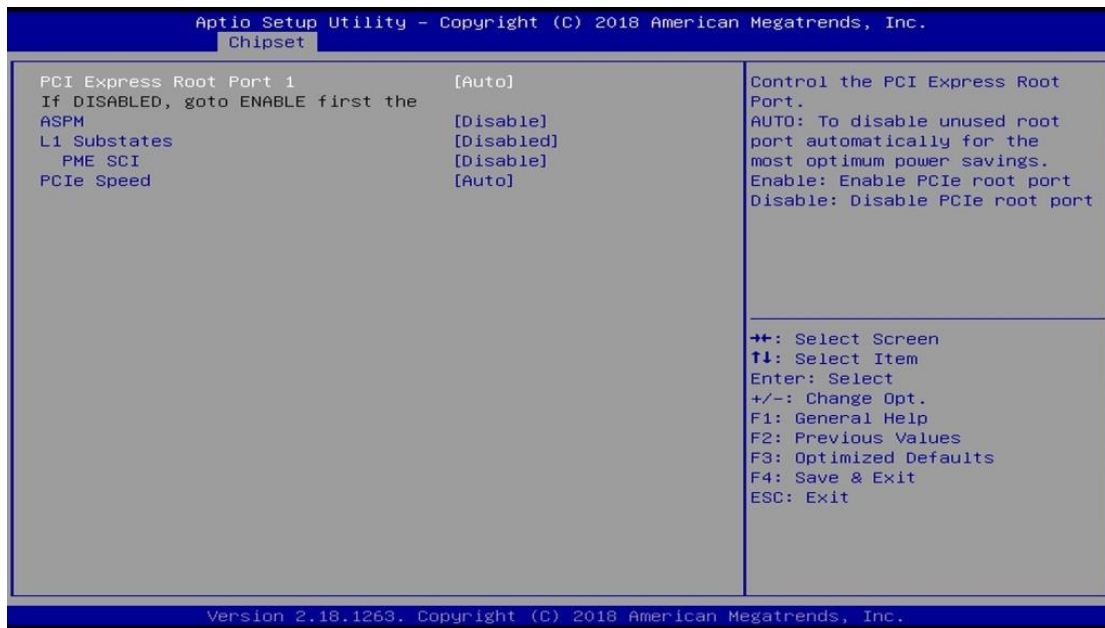 Aptio Setup Utility – Copyright (C) 2018 American Megatrends, Inc.
Chipset
PCI Express Root Port 1 [Auto]
If DISABLED, goto ENABLE first the
ASPM [Disable]
L1 Substates [Disabled]
PME SCI [Disable]
PCIe Speed [Auto]
Control the PCI Express Root
Port.
AUTO: To disable unused root
port automatically for the
most optimum power savings.
Enable: Enable PCIe root port
Disable: Disable PCIe root port
→←: Select Screen
↑↓: Select Item
Enter: Select
+/-: Change Opt.
F1: General Help
F2: Previous Values
F3: Optimized Defaults
F4: Save & Exit
ESC: Exit
Version 2.18.1263. Copyright (C) 2018 American Megatrends, Inc.